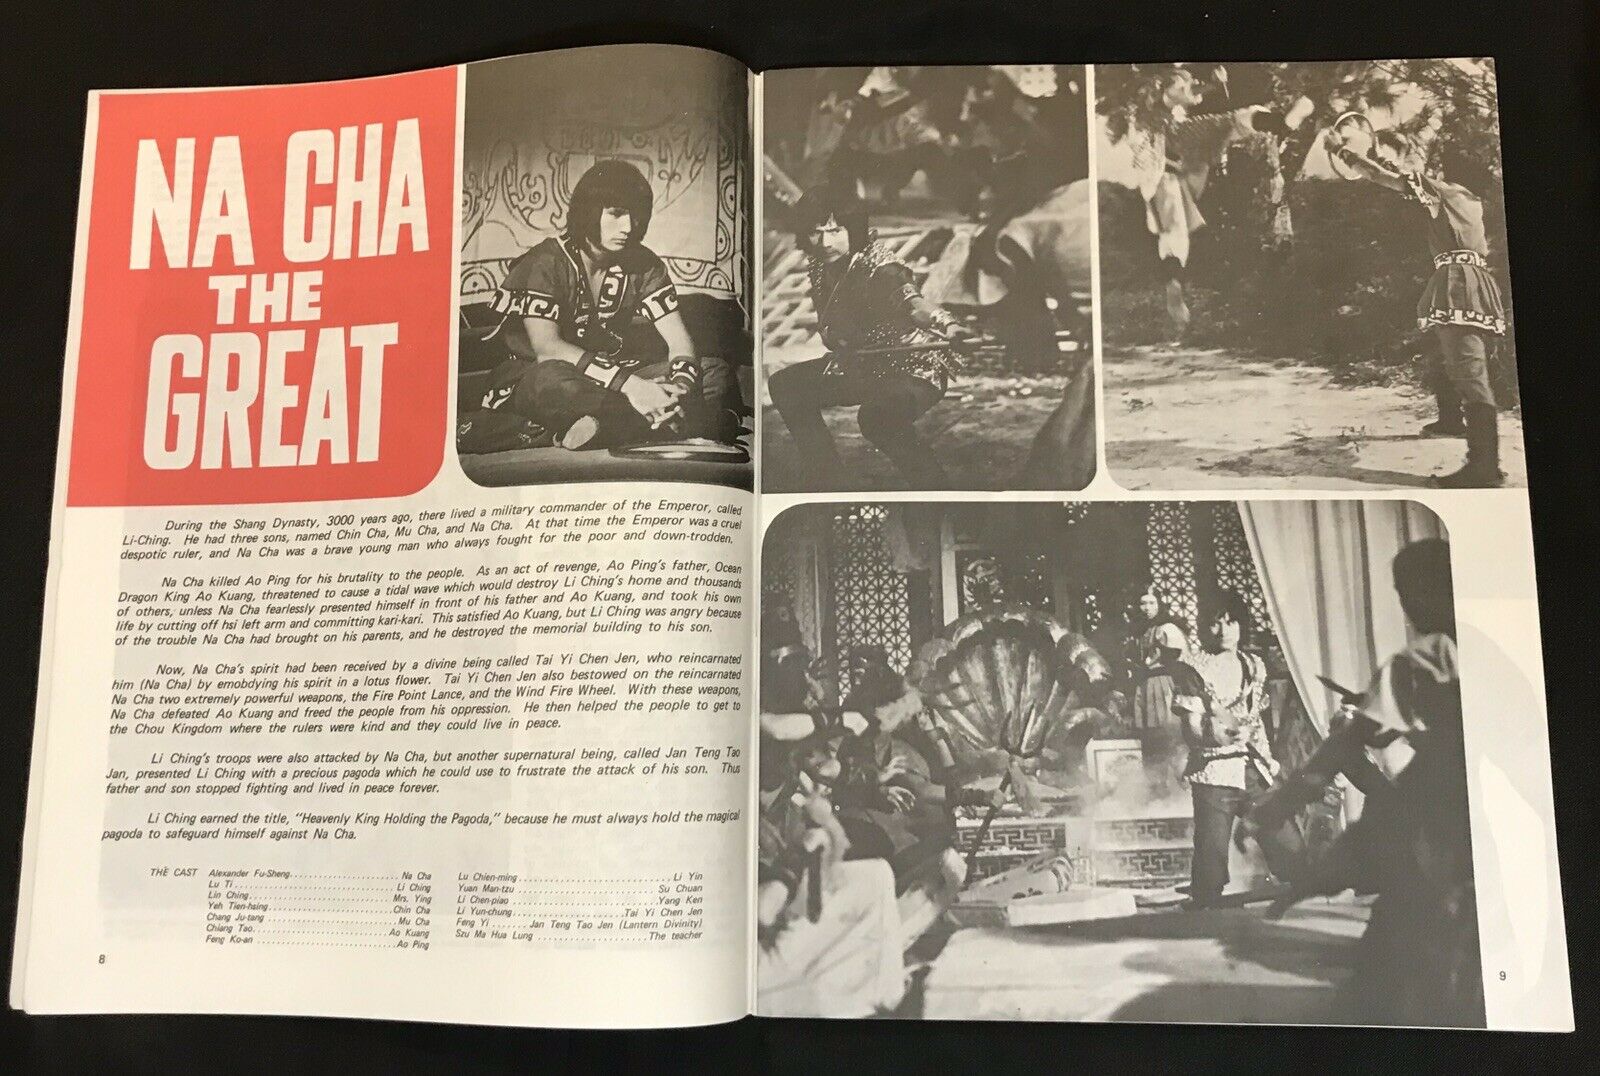 NA CHA
THE
GREAT
During the Shang Dynasty, 3000 years ago, there lived a military commander of the Emperor, called
Li-Ching. He had three sons, named Chin Cha, Mu Cha, and Na Cha. At that time the Emperor was a cruel
despotic ruler, and Na Cha was a brave young man who always fought for the poor and down-trodden.
Na Cha killed Ao Ping for his brutality to the people. As an act of revenge, Ao Ping's father, Ocean
Dragon King Ao Kuang, threatened to cause a tidal wave which would destroy Li Ching's home and thousands
of others, unless Na Cha fearlessly presented himself in front of his father and Ao Kuang, and took his own
life by cutting off hsi left arm and committing kari-kari. This satisfied Ao Kuang, but Li Ching was angry because
of the trouble Na Cha had brought on his parents, and he destroyed the memorial building to his son.
Now, Na Cha's spirit had been received by a divine being called Tai Yi Chen Jen, who reincarnated
him (Na Cha) by emobdying his spirit in a lotus flower. Tai Yi Chen Jen also bestowed on the reincarnated
Na Cha two extremely powerful weapons, the Fire Point Lance, and the Wind Fire Wheel. With these weapons,
Na Cha defeated Ao Kuang and freed the people from his oppression. He then helped the people to get to
the Chou Kingdom where the rulers were kind and they could live in peace.
Li Ching's troops were also attacked by Na Cha, but another supernatural being, called Jan Teng Tao
Jan, presented Li Ching with a precious pagoda which he could use to frustrate the attack of his son. Thus
father and son stopped fighting and lived in peace forever.
Li Ching earned the title, "Heavenly King Holding the Pagoda," because he must always hold the magical
pagoda to safeguard himself against Na Cha.
THE CAST Alexander Fu-Sheng Na Cha
Lu Ti Li Ching
Lin Ching Mrs. Ying
Yeh Tien-hsing Chin Cha
Chang Ju-tang Mu Cha
Chiang Tao Ao Kuang
Feng Ko-an Ao Ping
Lu Chien-ming Li Yin
Yuan Man-tzu Su Chuan
Li Chen-piao Yang Ken
Li Yun-chung Tai Yi Chen Jen
Feng Yi Jan Teng Tao Jen (Lantern Divinity)
Szu Ma Hua Lung The teacher
8
9